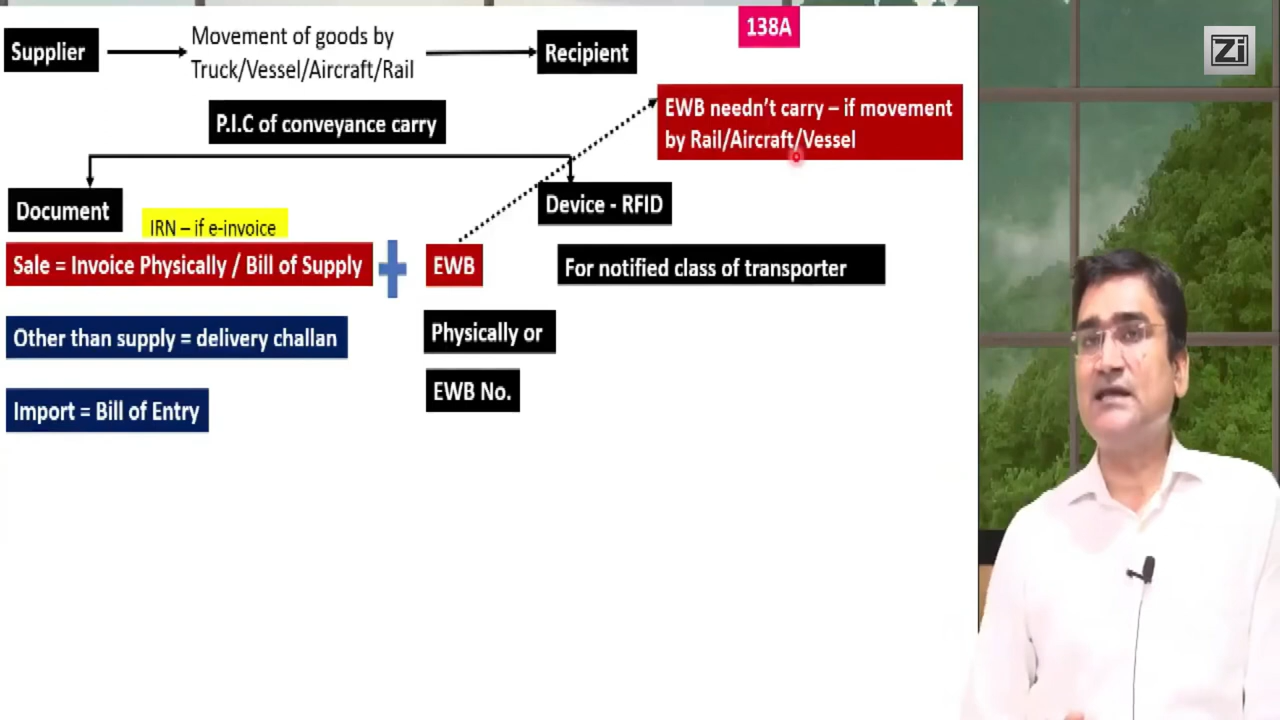 138A
Zi
Supplier
Movement of goods by
Truck/Vessel/Aircraft/Rail
Recipient
P.I.C of conveyance carry
EWB needn't carry – if movement
by Rail/Aircraft/Vessel
Document
Device - RFID
IRN – if e-invoice
Sale = Invoice Physically / Bill of Supply
EWB
For notified class of transporter
Other than supply = delivery challan
Physically or
Import = Bill of Entry
EWB No.